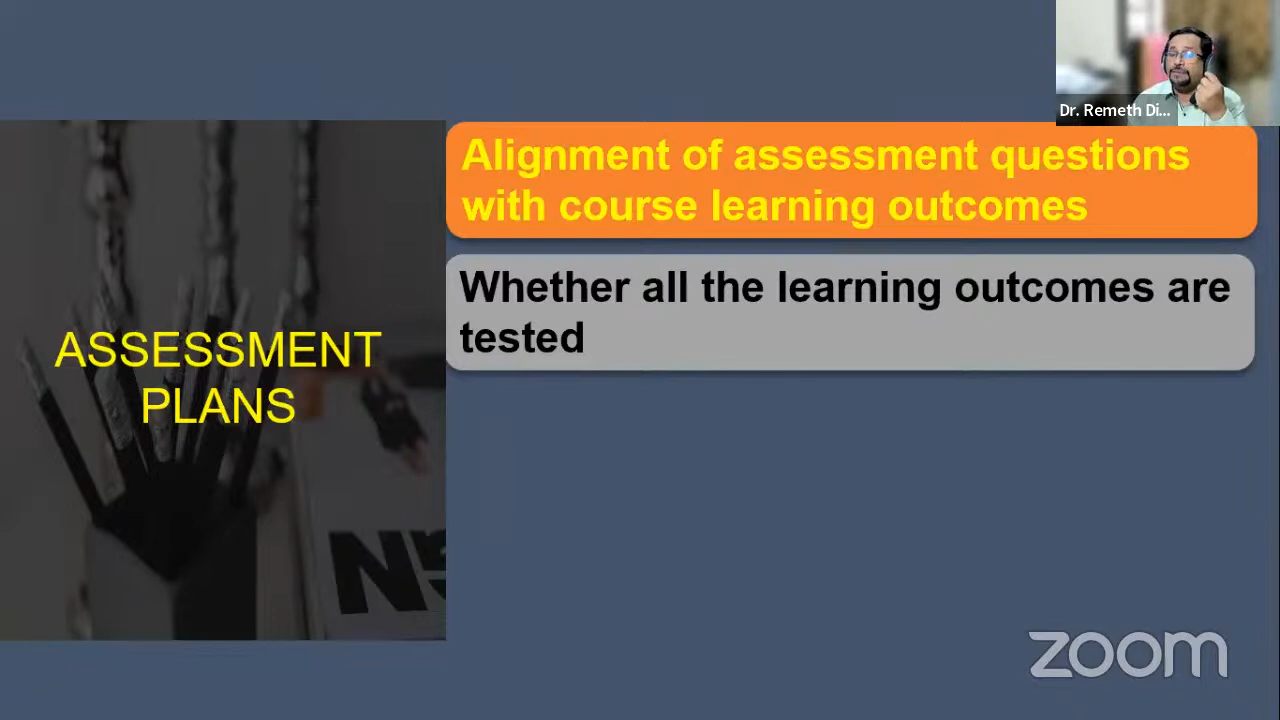 Dr. Remeth Di...
Alignment of assessment questions
with course learning outcomes
Whether all the learning outcomes are
tested
ASSESSMENT
PLANS
zoom